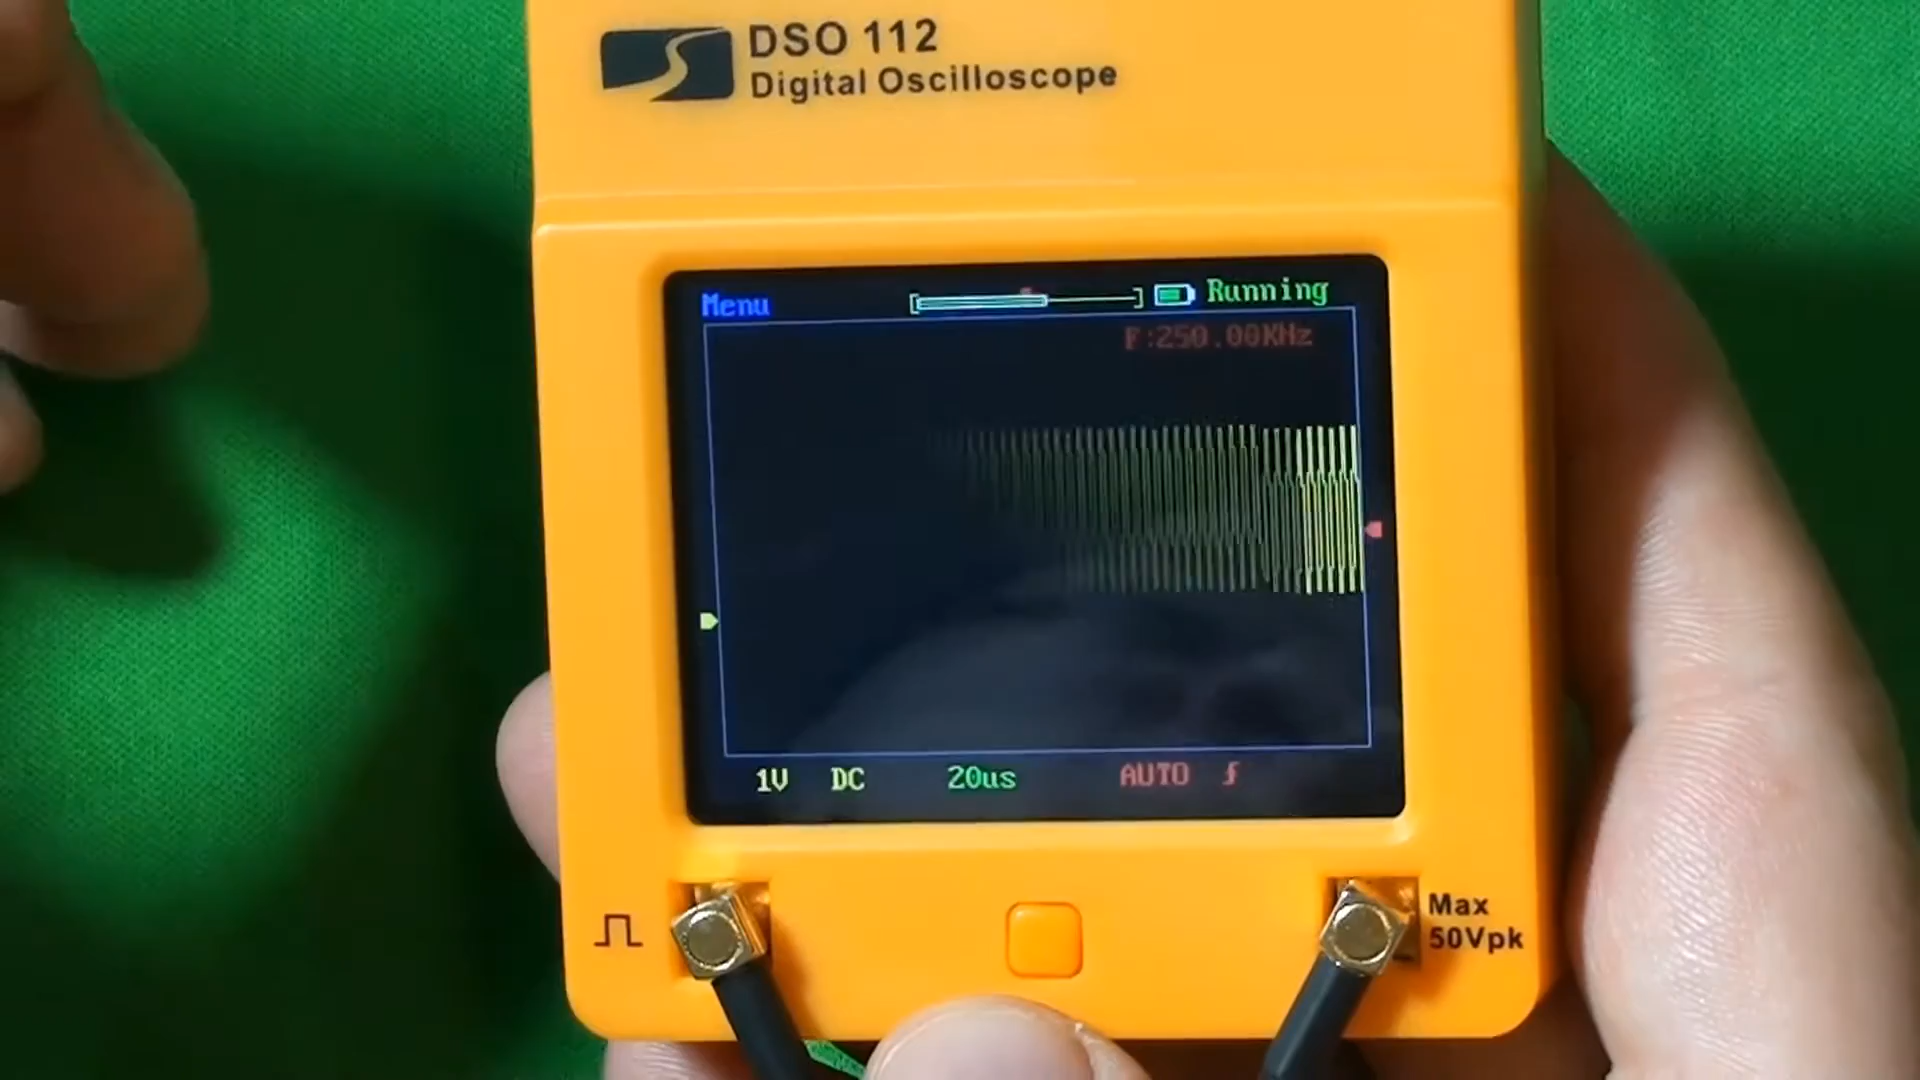 DSO 112
Digital Oscilloscope
Menu
Running
F:250.00KHz
1V DC 20us AUTO
Max
50Vpk